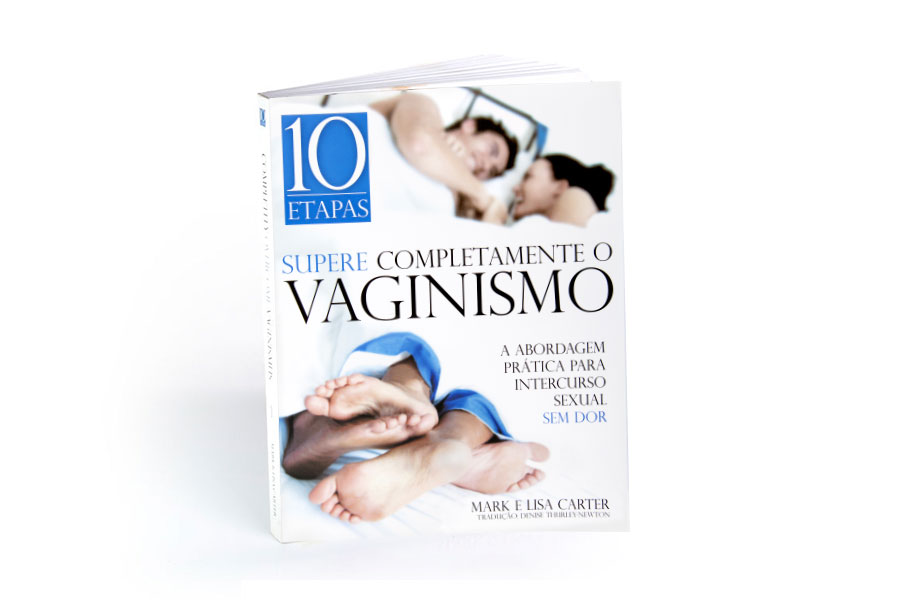 10
ETAPAS
SUPERE COMPLETAMENTE O
VAGINISMO
A ABORDAGEM
PRÁTICA PARA
INTERCURSO
SEXUAL
SEM DOR
MARK E LISA CARTER
TRADUÇÃO: DENISE THURLEY NEWTON